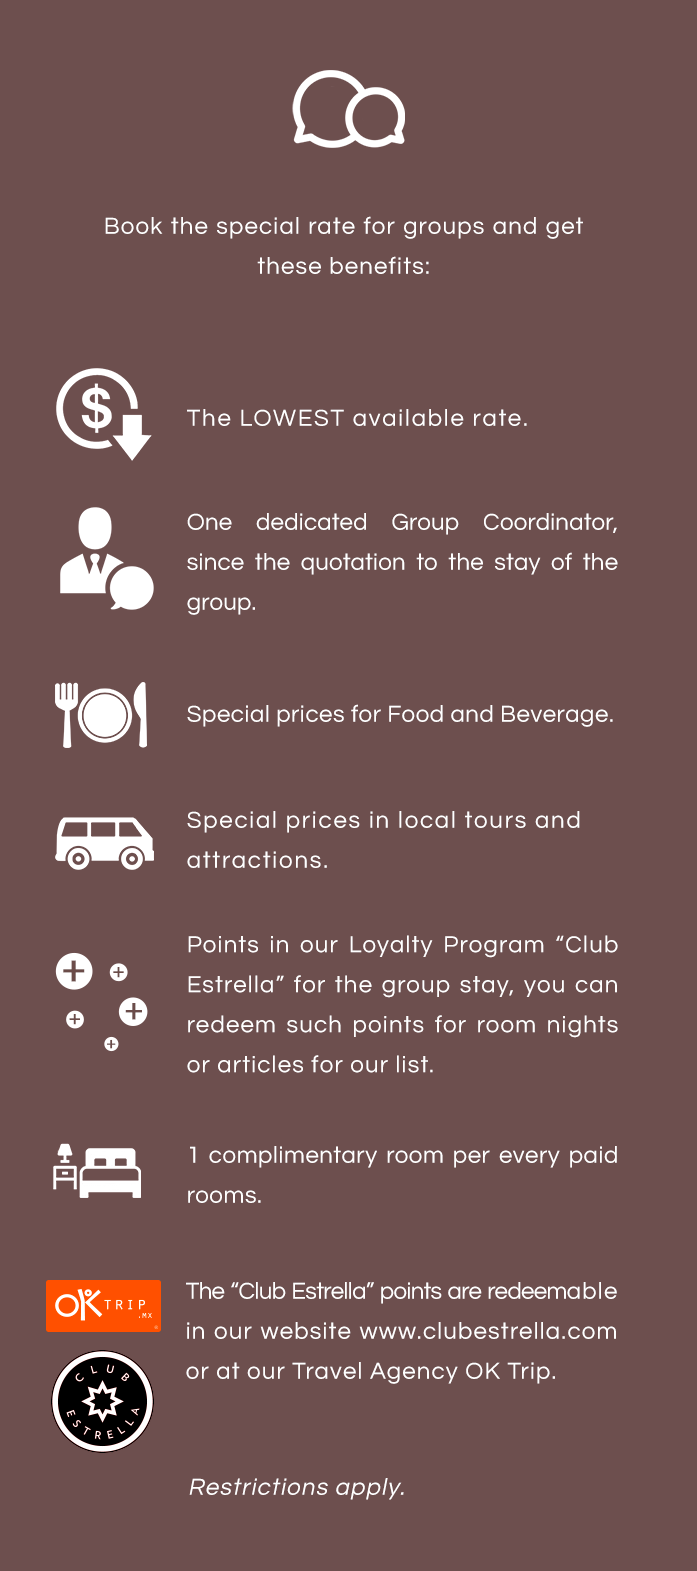 Book the special rate for groups and get
these benefits:
$
The LOWEST available rate.
One dedicated Group Coordinator,
since the quotation to the stay of the
group.
Special prices for Food and Beverage.
Special prices in local tours and
attractions.
Points in our Loyalty Program “Club
Estrella” for the group stay, you can
redeem such points for room nights
or articles for our list.
1 complimentary room per every paid
rooms.
OK TRIP
.MX
The “Club Estrella” points are redeemable
in our website www.clubestrella.com
or at our Travel Agency OK Trip.
CLUB
ESTRELLA
Restrictions apply.